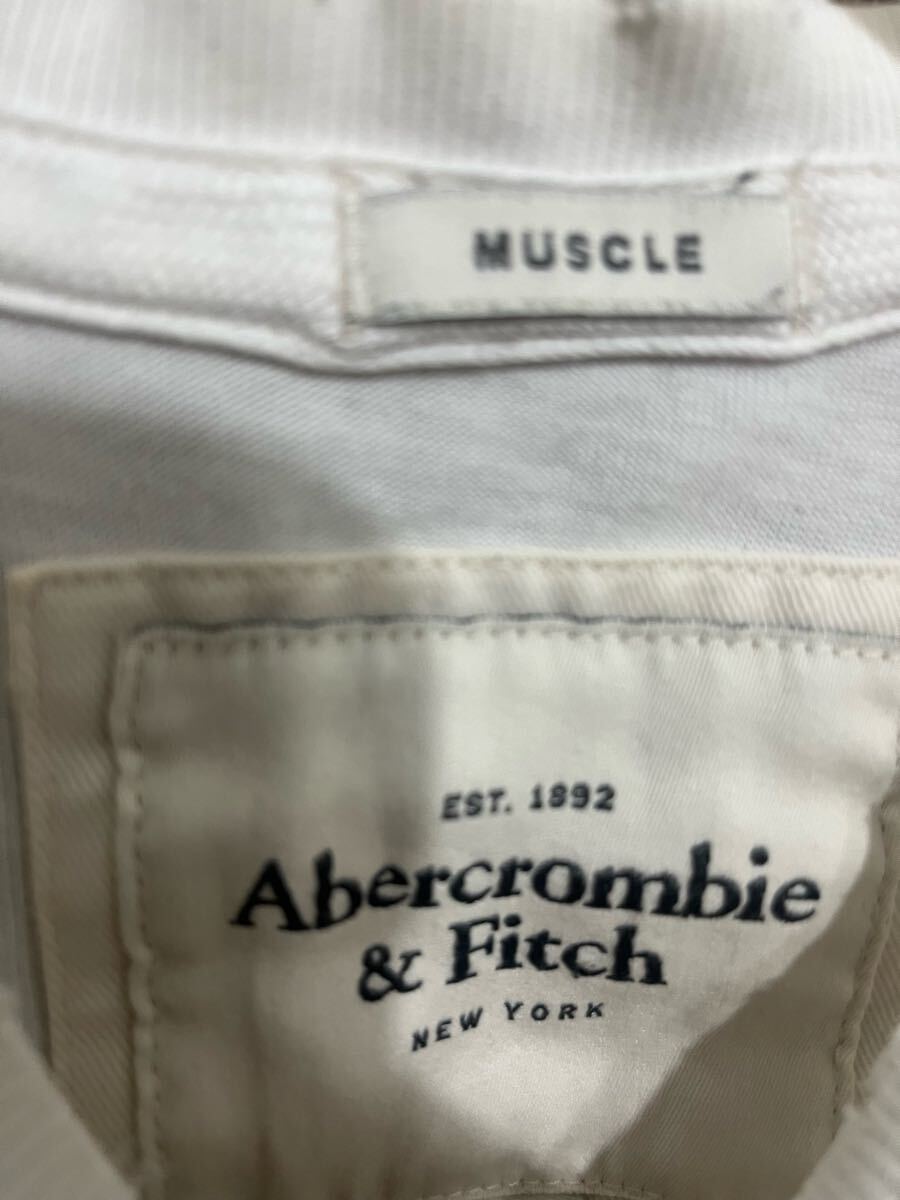 MUSCLE
EST. 1892
Abercrombie
& Fitch
NEW YORK